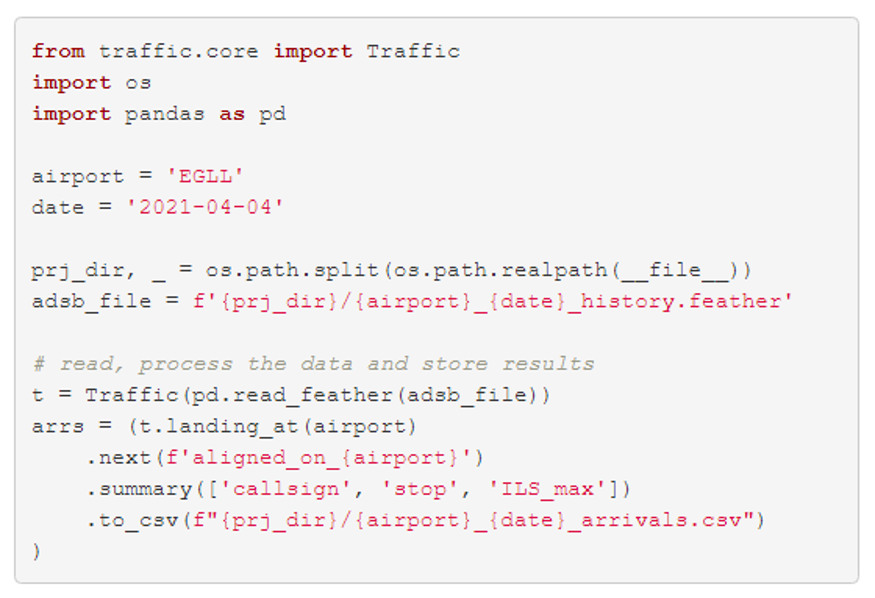 from traffic.core import Traffic
import os
import pandas as pd
airport = 'EGLL'
date = '2021-04-04'
prj_dir, _ = os.path.split(os.path.realpath(__file__))
adsb_file = f'{prj_dir}/{airport}_{date}_history.feather'
# read, process the data and store results
t = Traffic(pd.read_feather(adsb_file))
arrs = (t.landing_at(airport)
    .next(f'aligned_on_{airport}')
    .summary(['callsign', 'stop', 'ILS_max'])
    .to_csv(f"{prj_dir}/{airport}_{date}_arrivals.csv")
)